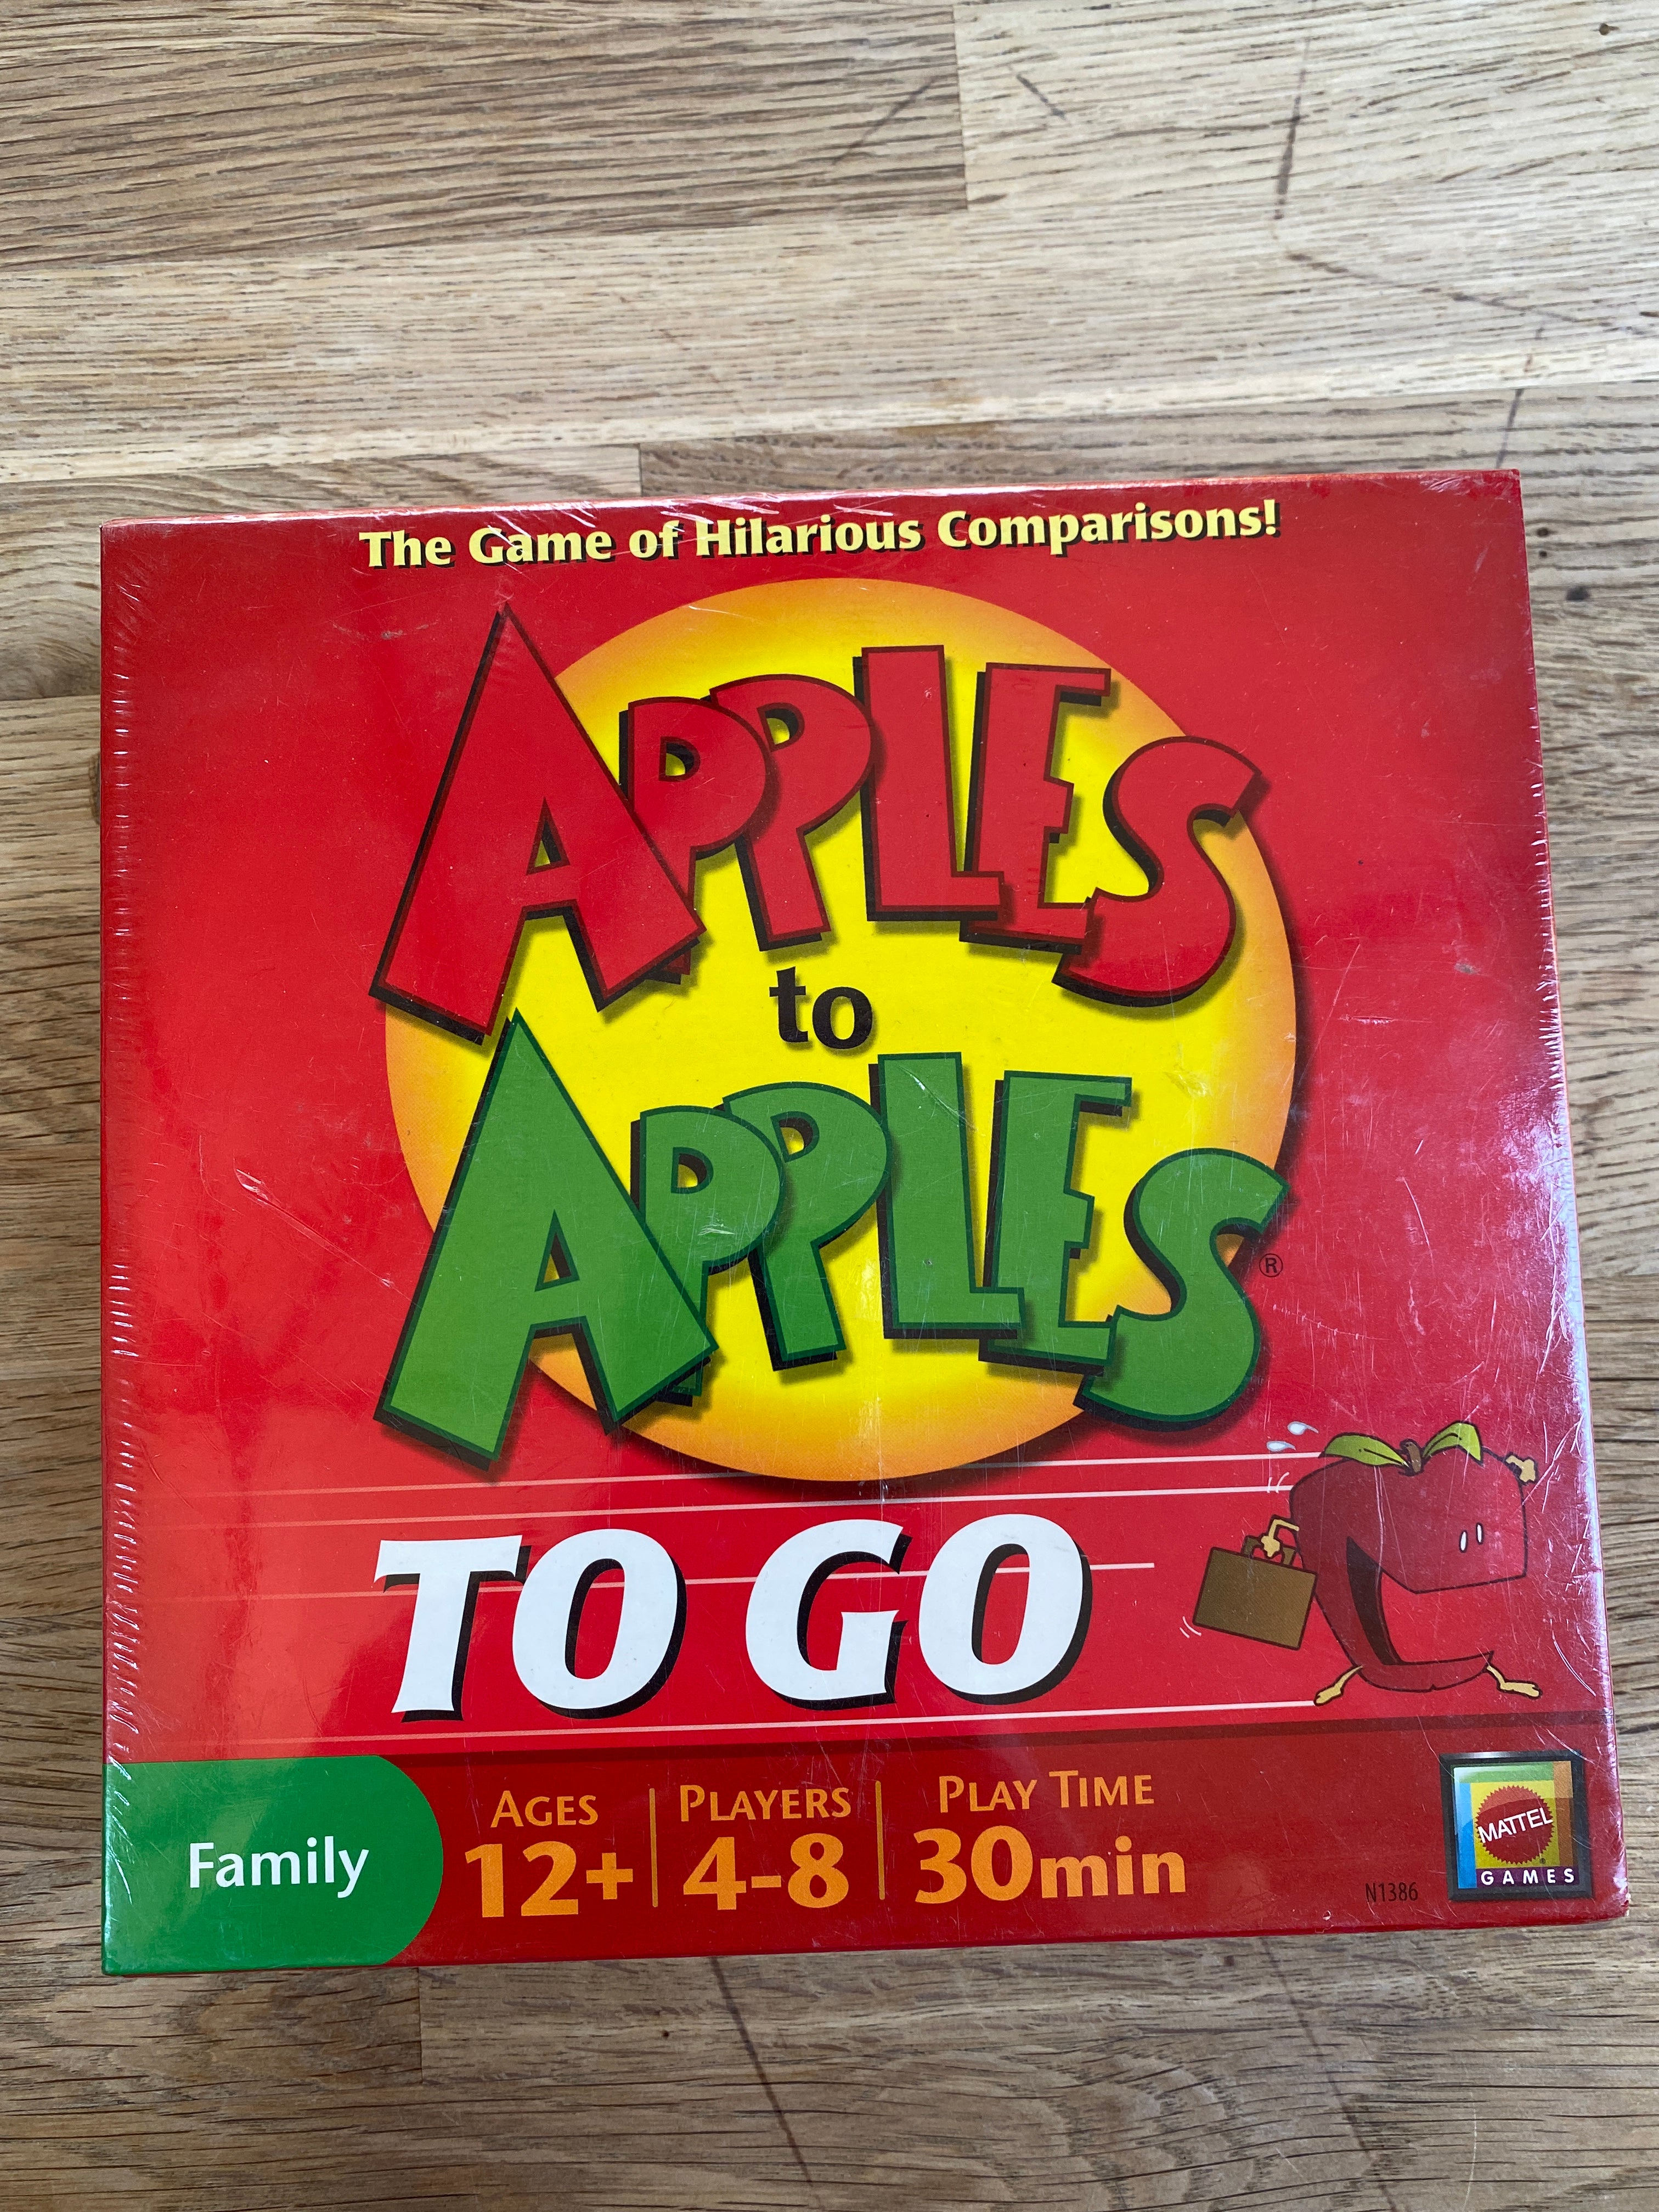 The Game of Hilarious Comparisons!
APPLES
to
APPLES®
TO GO
Family
AGES
12+
PLAYERS
4-8
PLAY TIME
30min
N1386
MATTEL®
GAMES